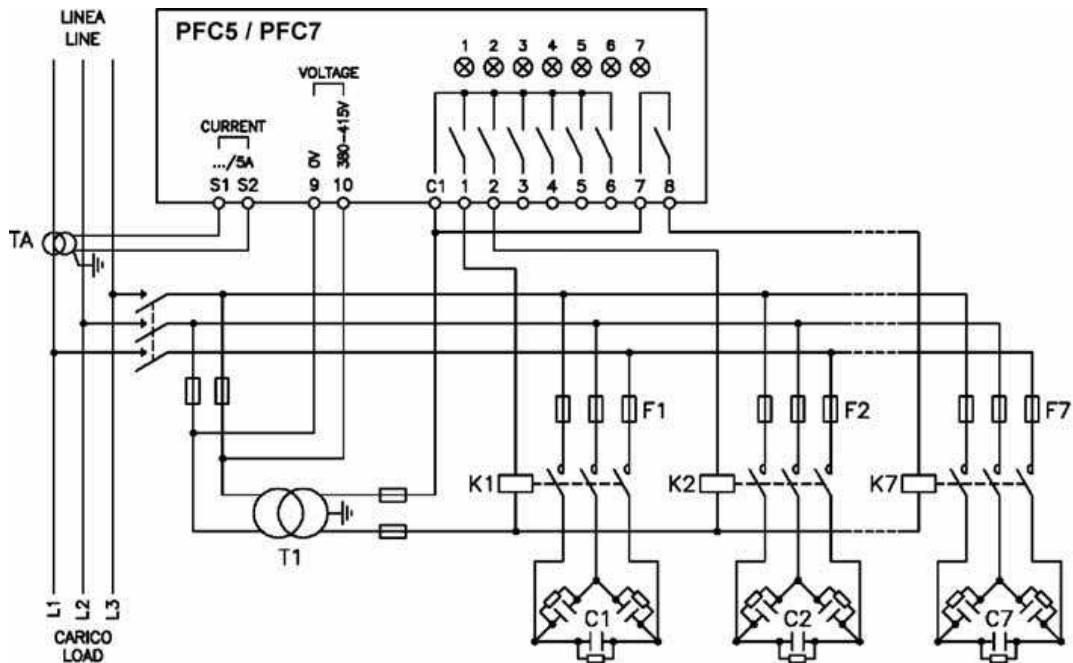 LINEA
LINE
PFC5 / PFC7
1 2 3 4 5 6 7
VOLTAGE
CURRENT
.../5A
0V
380-415V
S1 S2 9 10 C1 1 2 3 4 5 6 7 8
TA
F1 F2 F7
K1 K2 K7
T1
C1 C2 C7
L1 L2 L3
CARICO
LOAD